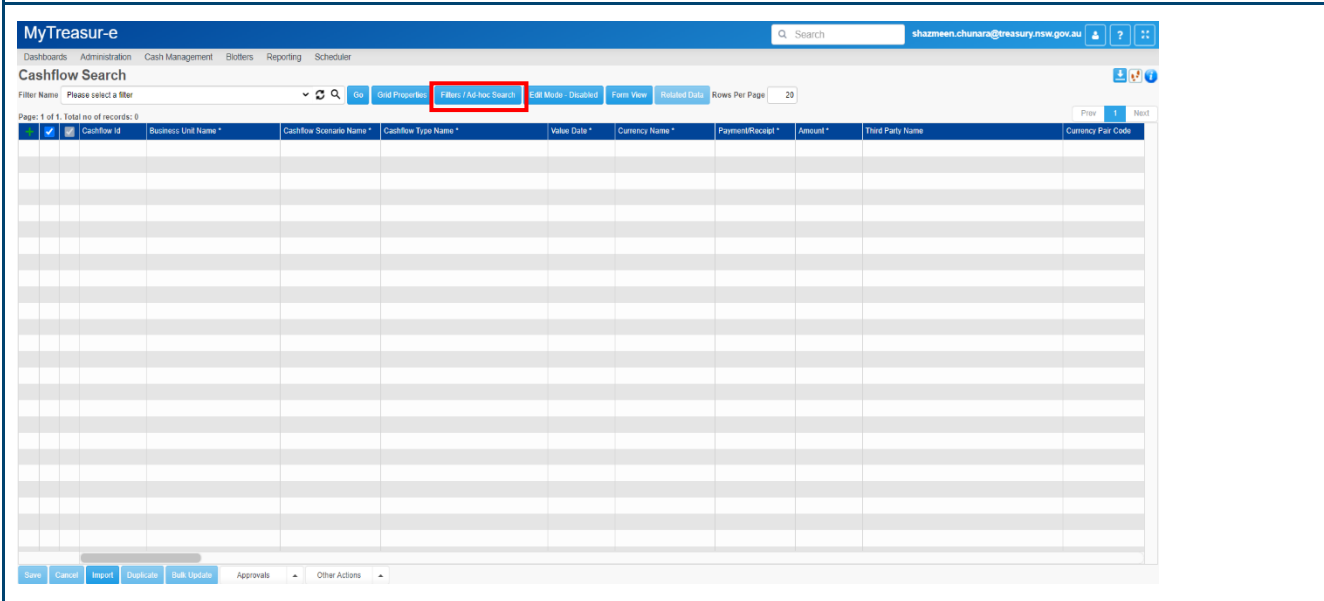 MyTreasur-e
Search
shazmeen.chunara@treasury.nsw.gov.au
?
Dashboards Administration Cash Management Blotters Reporting Scheduler
Cashflow Search
Filter Name Please select a filter Go Grid Properties Filters / Ad-hoc Search Edit Mode - Disabled Form View Related Data Rows Per Page 20
Page: 1 of 1. Total no of records: 0
Prev 1 Next
Cashflow Id Business Unit Name * Cashflow Scenario Name * Cashflow Type Name * Value Date * Currency Name * Payment/Receipt * Amount * Third Party Name Currency Pair Code
Save Cancel Import Duplicate Bulk Update Approvals Other Actions